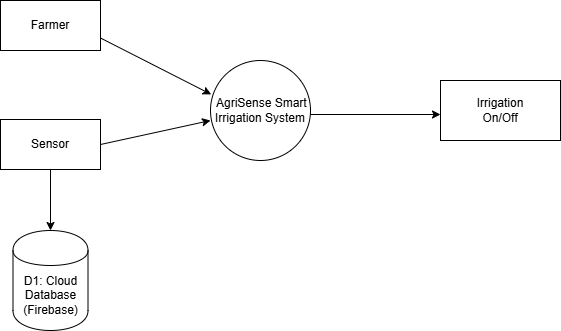 Farmer
AgriSense Smart
Irrigation System
Irrigation
On/Off
Sensor
D1: Cloud
Database
(Firebase)